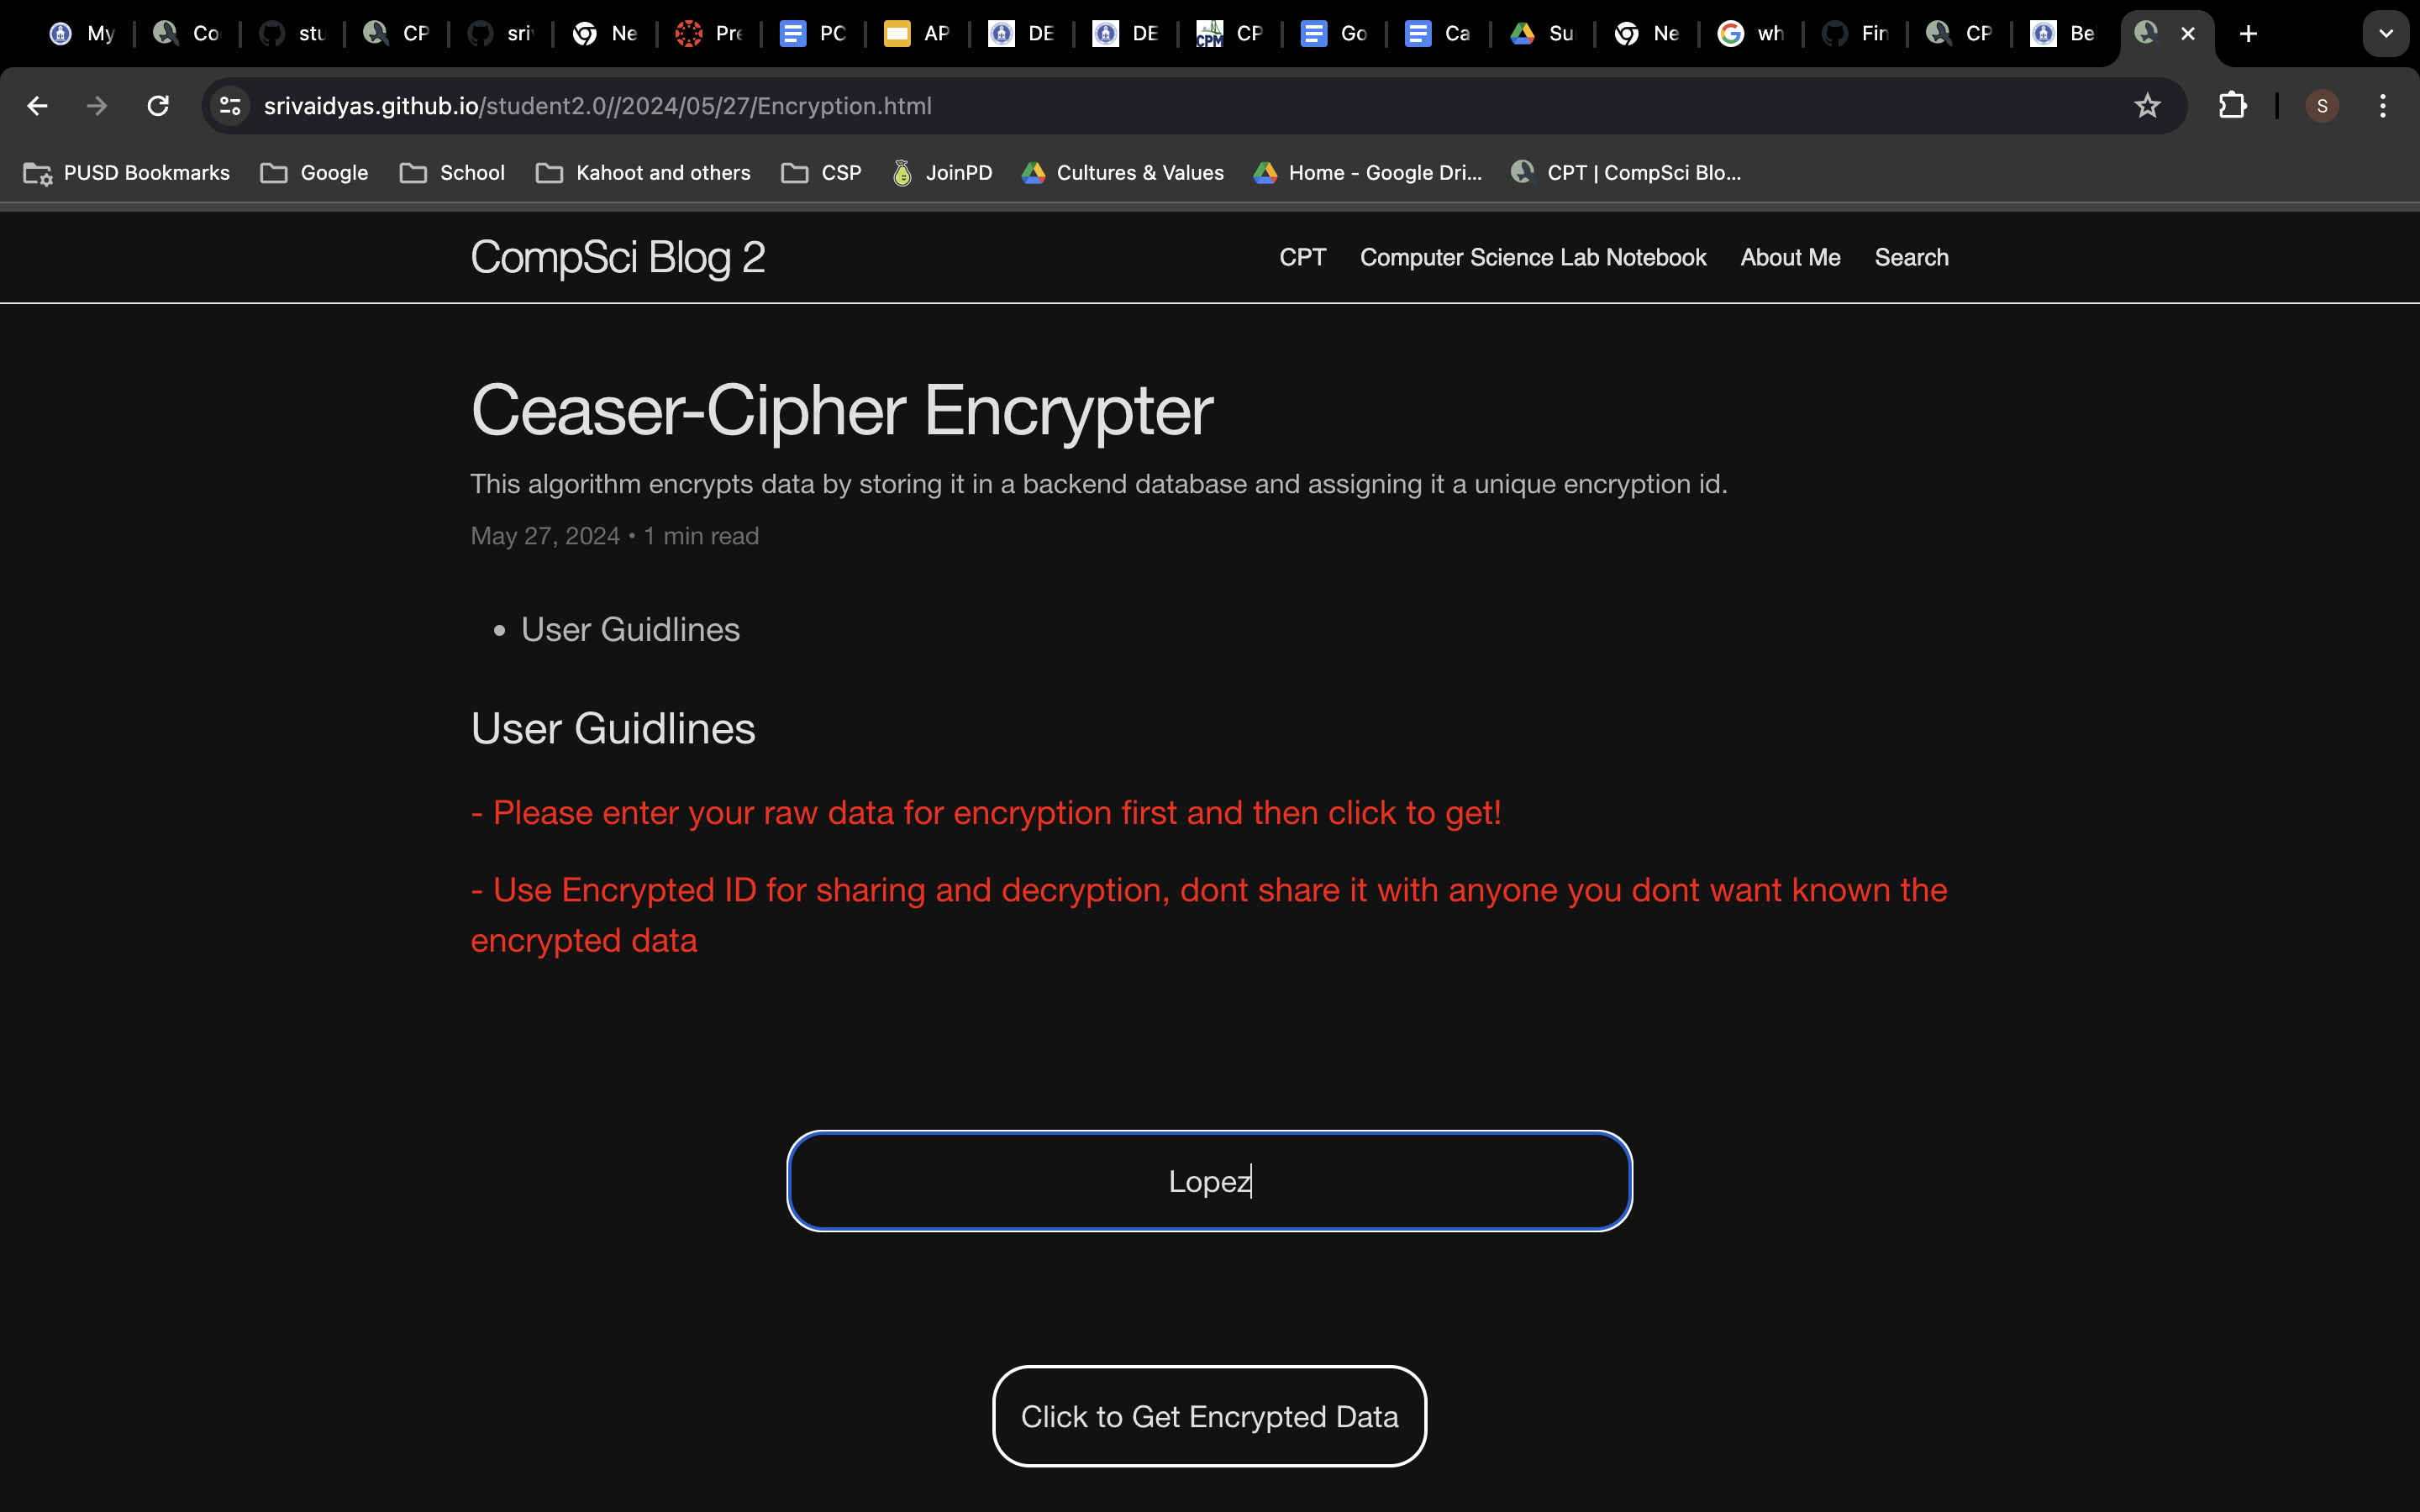 My Co stu CP sri Ne Pre PC AP DE DE CP Go Ca Su Ne wh Fin CP Be
srivaidyas.github.io/student2.0//2024/05/27/Encryption.html
S
PUSD Bookmarks Google School Kahoot and others CSP JoinPD Cultures & Values Home - Google Dri... CPT | CompSci Blo...
CompSci Blog 2 CPT Computer Science Lab Notebook About Me Search
Ceaser-Cipher Encrypter
This algorithm encrypts data by storing it in a backend database and assigning it a unique encryption id.
May 27, 2024 • 1 min read
• User Guidlines
User Guidlines
- Please enter your raw data for encryption first and then click to get!
- Use Encrypted ID for sharing and decryption, dont share it with anyone you dont want known the
encrypted data
Lopez
Click to Get Encrypted Data